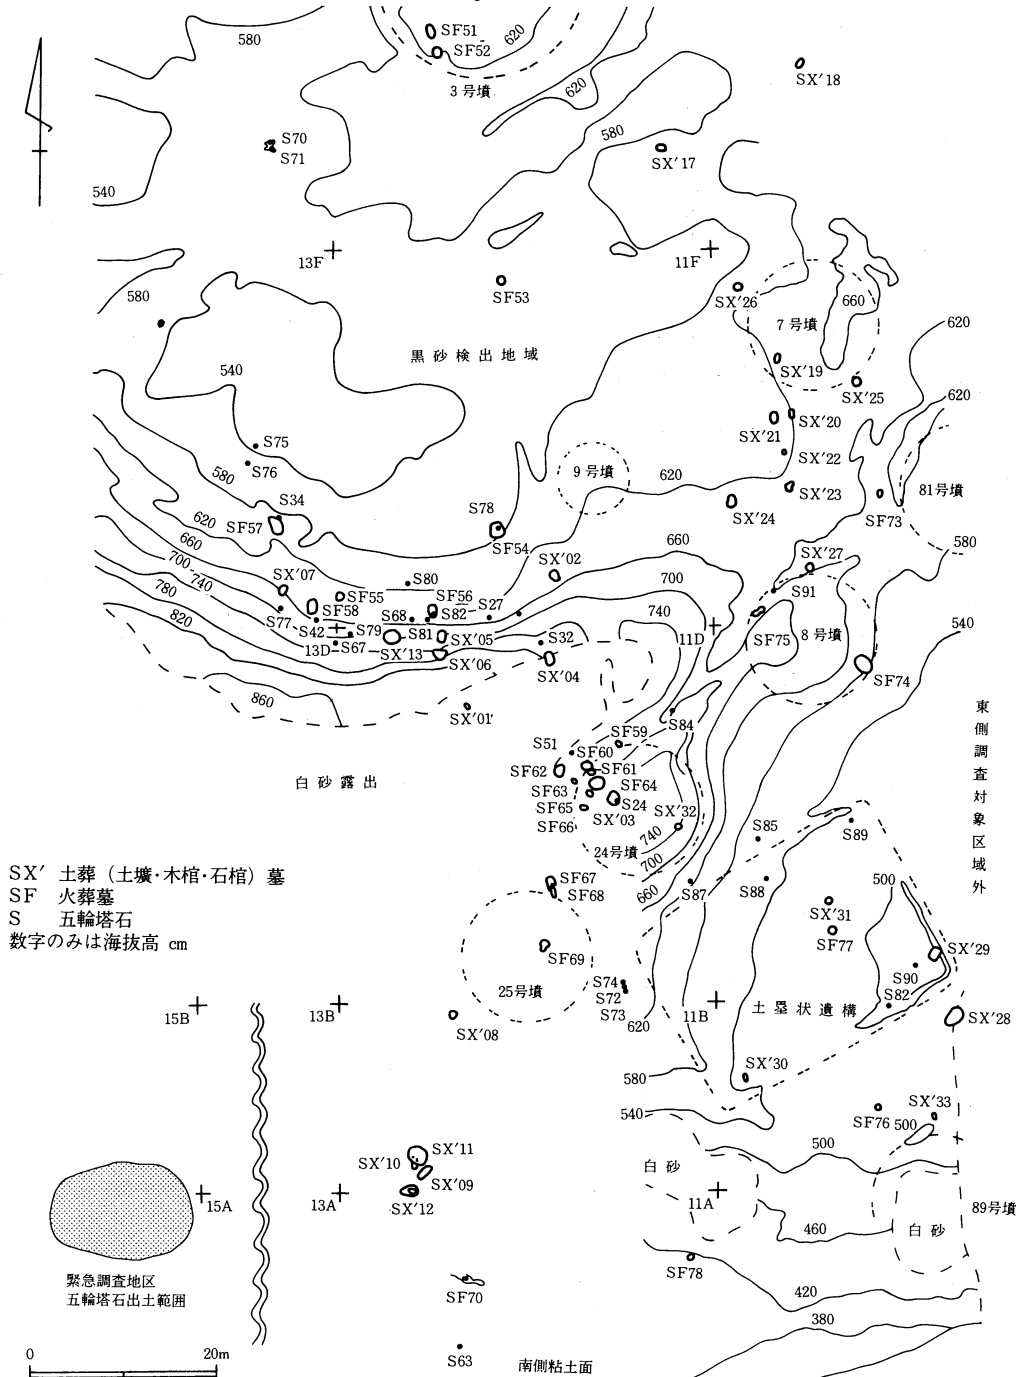 580
SF51
SF52
620
3号墳
620
SX′18
580
SX′17
S70
S71
540
13F
11F
SF53
SX′26
580
7号墳
660
620
黒砂検出地域
SX′19
SX′25
620
540
SX′20
SX′21
SX′22
S75
S76
9号墳
620
580
SX′23
SX′24
81号墳
SF73
S34
S78
620
SF57
SF54
580
660
SX′02
660
SX′27
700
740
SX′07
S80
700
S91
SF55
SF56
780
SF58
S68
S82
S27
740
11D
540
820
S77
S42
S79
S81
SX′05
S32
SF75
8号墳
13D
S67
SX′13
SX′06
SX′04
SF74
860
SX′01′
S84
SF59
S51
SF60
SF62
SF61
SF63
SF64
SF65
S24
SF66
SX′03
SX′32
白砂露出
東側調査対象区域外
740
24号墳
700
660
S85
S89
SX′ 土葬（土壙・木棺・石棺）墓
SF 火葬墓
S 五輪塔石
数字のみは海抜高 cm
SF67
SF68
S87
S88
500
SX′31
SF77
SX′29
SF69
S90
25号墳
S74
S72
S73
S82
620
11B
土塁状遺構
SX′28
15B
13B
SX′08
SX′30
580
540
SF76
SX′33
500
500
SX′11
SX′10
SX′09
SX′12
白砂
15A
13A
11A
460
白砂
89号墳
緊急調査地区
五輪塔石出土範囲
SF78
SF70
420
380
S63
南側粘土面
0 20m